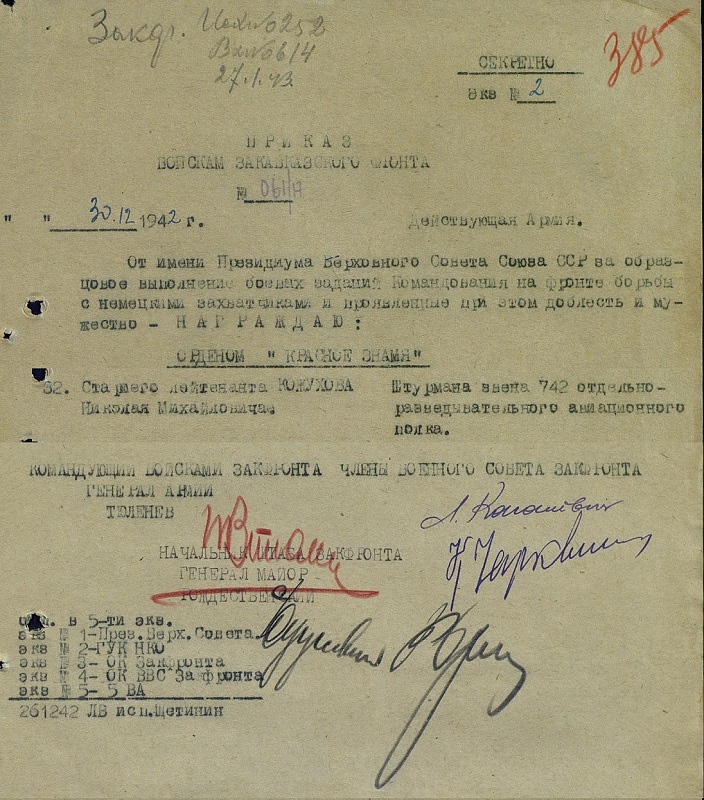 Закфр.
27.1.43.
385
СЕКРЕТНО
Экз № 2
П Р И К А З
ВОЙСКАМ ЗАКАВКАЗСКОГО ФРОНТА
№ 061/н
" " 30.12 1942 г. Действующая Армия.
От имени Президиума Верховного Совета Союза ССР за образ-
цовое выполнение боевых заданий Командования на фронте борьбы
с немецкими захватчиками и проявленные при этом доблесть и му-
жество - Н А Г Р А Ж Д А Ю :
ОРДЕНОМ " КРАСНОЕ ЗНАМЯ"
32. Старшего лейтенанта КОЖУХОВА Штурмана звена 742 отдельно-
Николая Михайловичае разведывательного авиационного
полка.
КОМАНДУЮЩИЙ ВОЙСКАМИ ЗАКФРОНТА ЧЛЕНЫ ВОЕННОГО СОВЕТА ЗАКФРОНТА
ГЕНЕРАЛ АРМИИ
ТЮЛЕНЕВ
Л. Каганович
НАЧАЛЬНИК ШТАБА ЗАКФРОНТА
ГЕНЕРАЛ МАЙОР
РОЖДЕСТВЕНСКИЙ
отп. в 5-ти экз.
экз № 1-През.Верх.Совета
экз № 2-ГУК НКО
экз № 3- ОК Закфронта
экз № 4- ОК ВВС Закфронта
экз № 5- 5 ВА
261242 ЛВ исп.Щетинин